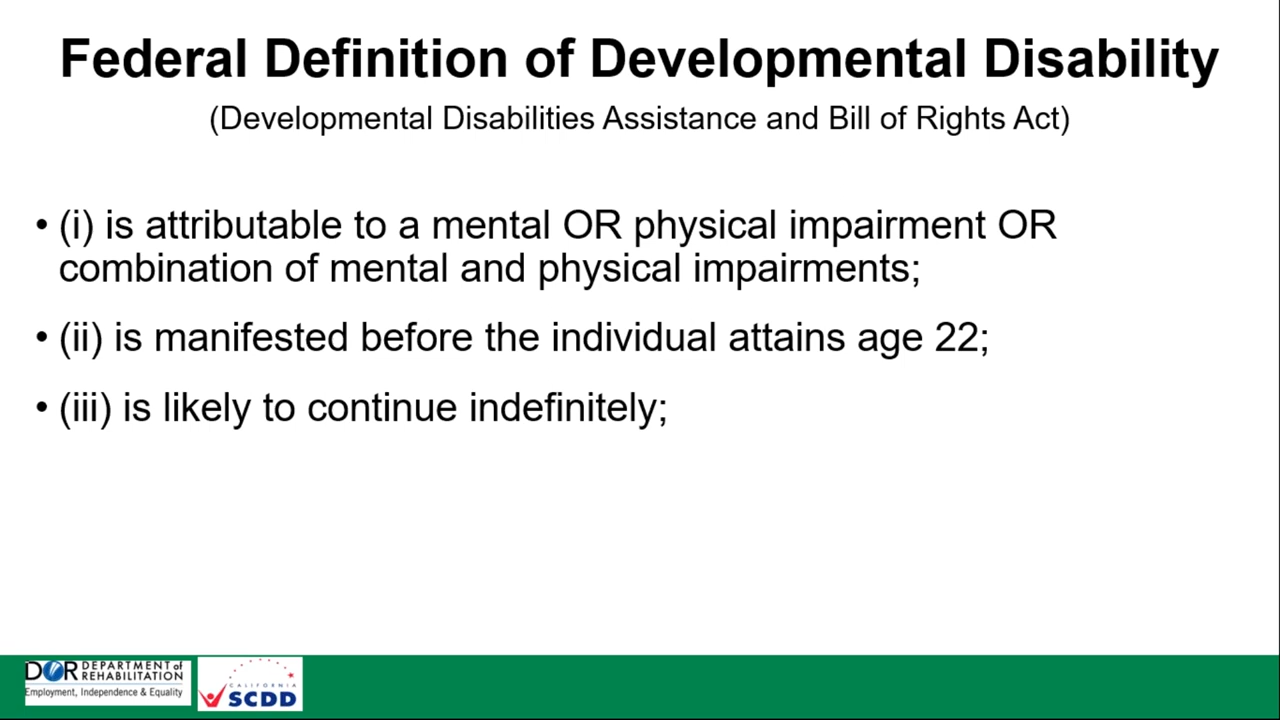 Federal Definition of Developmental Disability
(Developmental Disabilities Assistance and Bill of Rights Act)
• (i) is attributable to a mental OR physical impairment OR
combination of mental and physical impairments;
• (ii) is manifested before the individual attains age 22;
• (iii) is likely to continue indefinitely;
DOR DEPARTMENT of
REHABILITATION
Employment, Independence & Equality
CALIFORNIA
SCDD